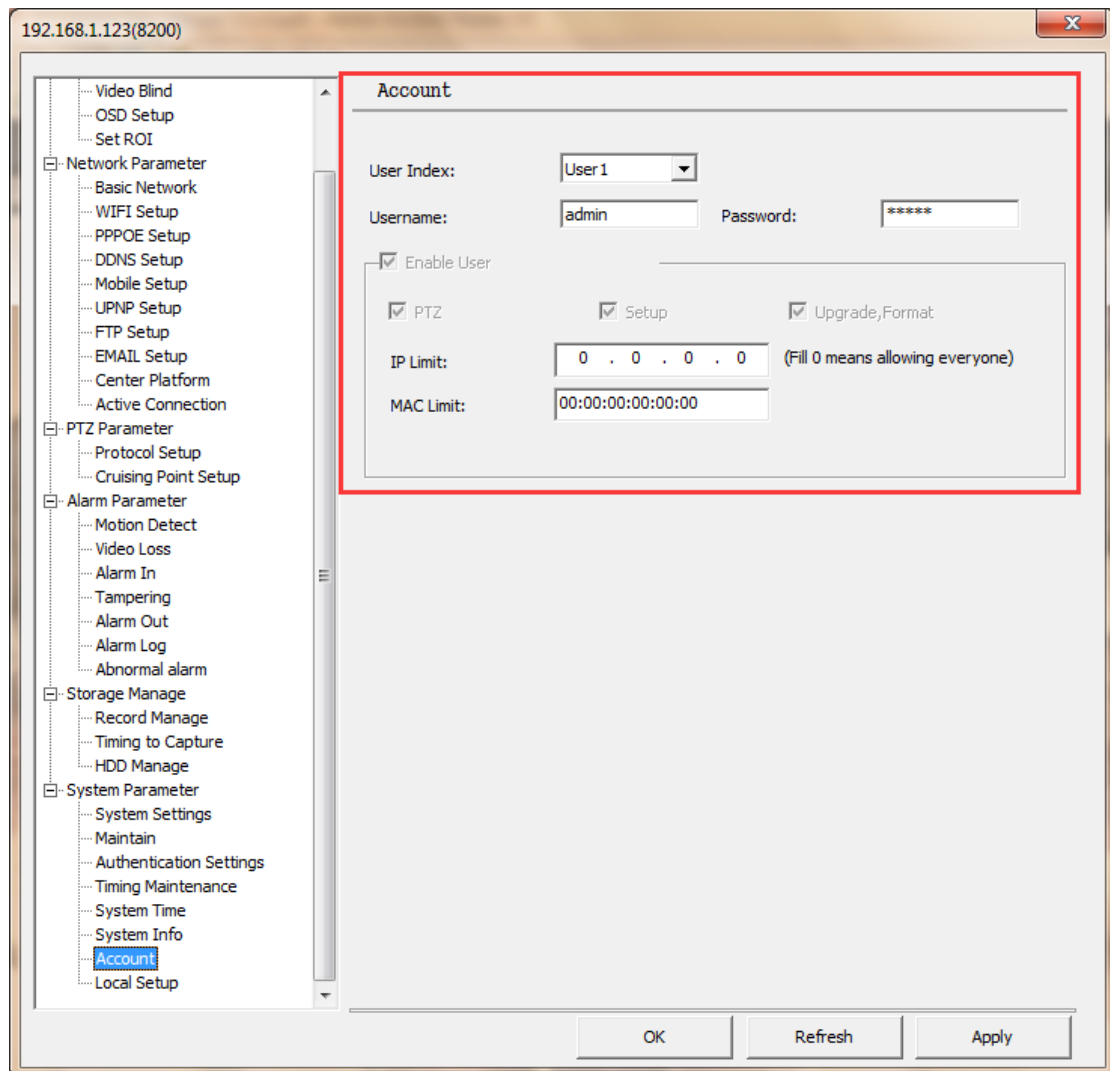 192.168.1.123(8200)
X
Video Blind
OSD Setup
Set ROI
Network Parameter
Basic Network
WIFI Setup
PPPOE Setup
DDNS Setup
Mobile Setup
UPNP Setup
FTP Setup
EMAIL Setup
Center Platform
Active Connection
PTZ Parameter
Protocol Setup
Cruising Point Setup
Alarm Parameter
Motion Detect
Video Loss
Alarm In
Tampering
Alarm Out
Alarm Log
Abnormal alarm
Storage Manage
Record Manage
Timing to Capture
HDD Manage
System Parameter
System Settings
Maintain
Authentication Settings
Timing Maintenance
System Time
System Info
Account
Local Setup
Account
User Index: User1
Username: admin Password: *****
Enable User
PTZ Setup Upgrade,Format
IP Limit: 0 . 0 . 0 . 0 (Fill 0 means allowing everyone)
MAC Limit: 00:00:00:00:00:00
OK Refresh Apply